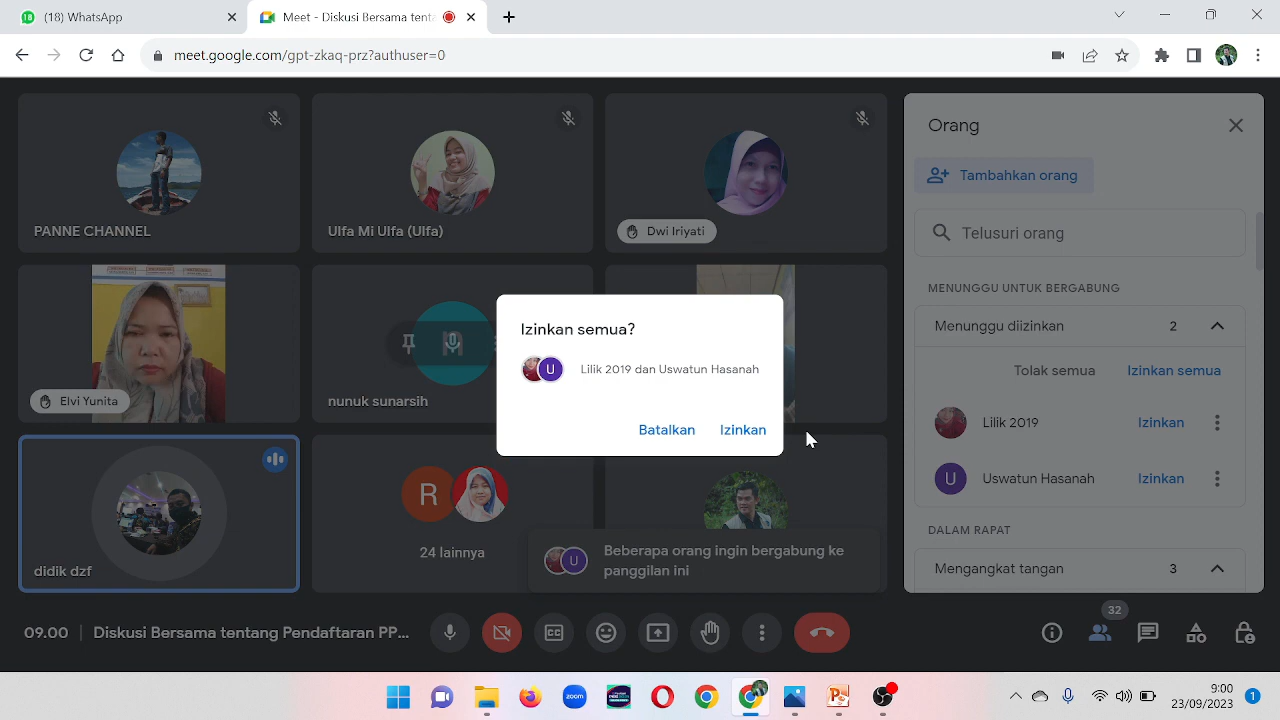 (18) WhatsApp
Meet - Diskusi Bersama tent
meet.google.com/gpt-zkaq-prz?authuser=0
PANNE CHANNEL
Ulfa Mi Ulfa (Ulfa)
Dwi Iriyati
Elvi Yunita
nunuk sunarsih
didik dzf
R
24 lainnya
Izinkan semua?
U
Lilik 2019 dan Uswatun Hasanah
Batalkan
Izinkan
U
Beberapa orang ingin bergabung ke
panggilan ini
Orang
Tambahkan orang
Telusuri orang
MENUNGGU UNTUK BERGABUNG
Menunggu diizinkan
2
Tolak semua
Izinkan semua
Lilik 2019
Izinkan
U
Uswatun Hasanah
Izinkan
DALAM RAPAT
Mengangkat tangan
3
09.00 | Diskusi Bersama tentang Pendaftaran PP...
32
zoom
9:00
23/09/2023
1